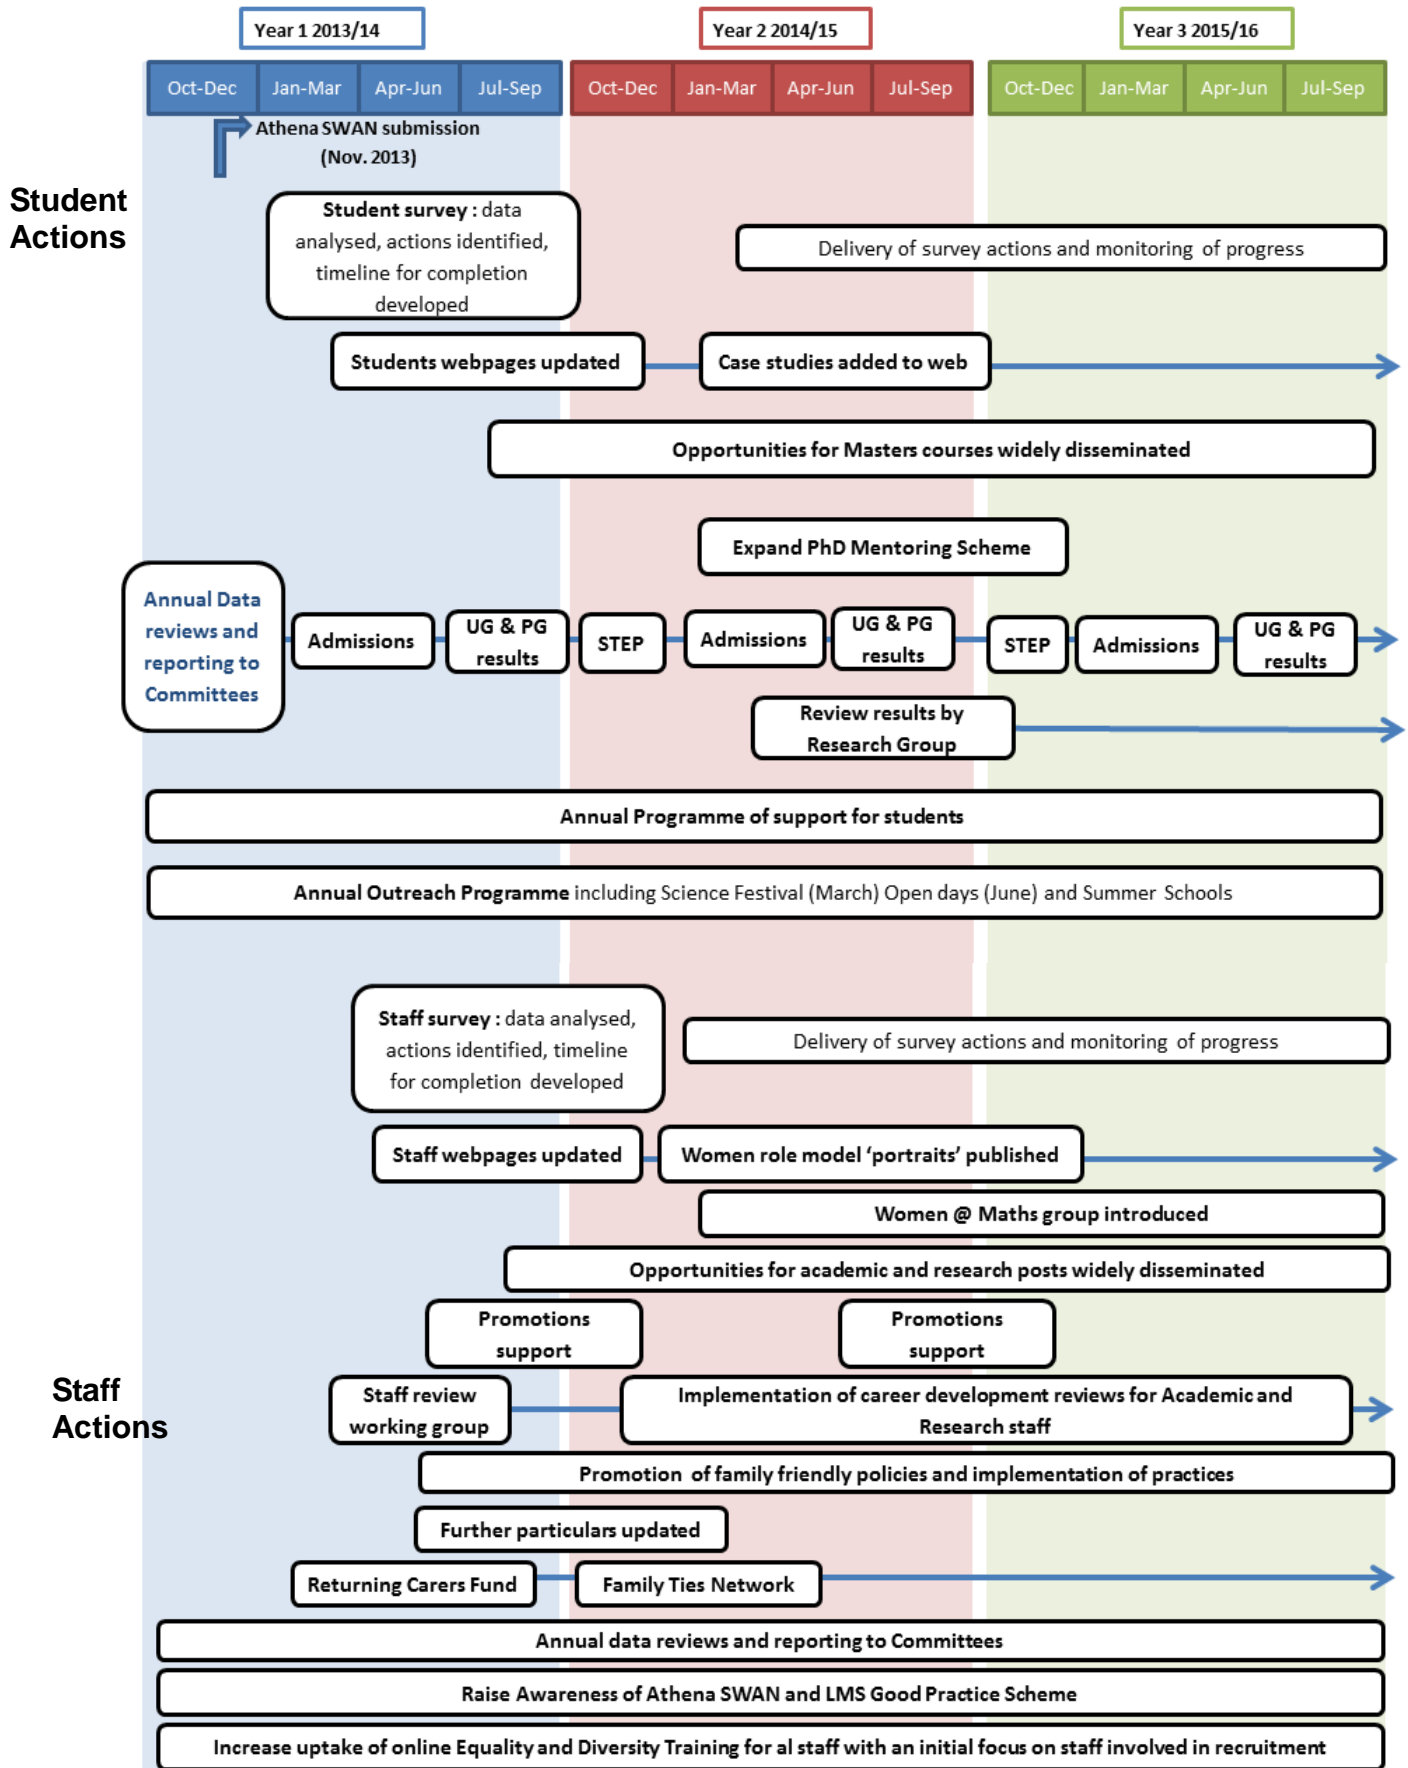 Year 1 2013/14
Year 2 2014/15
Year 3 2015/16
Oct-Dec
Jan-Mar
Apr-Jun
Jul-Sep
Oct-Dec
Jan-Mar
Apr-Jun
Jul-Sep
Oct-Dec
Jan-Mar
Apr-Jun
Jul-Sep
Athena SWAN submission
(Nov. 2013)
Student
Actions
Student survey : data
analysed, actions identified,
timeline for completion
developed
Delivery of survey actions and monitoring of progress
Students webpages updated
Case studies added to web
Opportunities for Masters courses widely disseminated
Expand PhD Mentoring Scheme
Annual Data
reviews and
reporting to
Committees
Admissions
UG & PG
results
STEP
Admissions
UG & PG
results
STEP
Admissions
UG & PG
results
Review results by
Research Group
Annual Programme of support for students
Annual Outreach Programme including Science Festival (March) Open days (June) and Summer Schools
Staff survey : data analysed,
actions identified, timeline
for completion developed
Delivery of survey actions and monitoring of progress
Staff webpages updated
Women role model ‘portraits’ published
Women @ Maths group introduced
Opportunities for academic and research posts widely disseminated
Promotions
support
Promotions
support
Staff
Actions
Staff review
working group
Implementation of career development reviews for Academic and
Research staff
Promotion of family friendly policies and implementation of practices
Further particulars updated
Returning Carers Fund
Family Ties Network
Annual data reviews and reporting to Committees
Raise Awareness of Athena SWAN and LMS Good Practice Scheme
Increase uptake of online Equality and Diversity Training for al staff with an initial focus on staff involved in recruitment